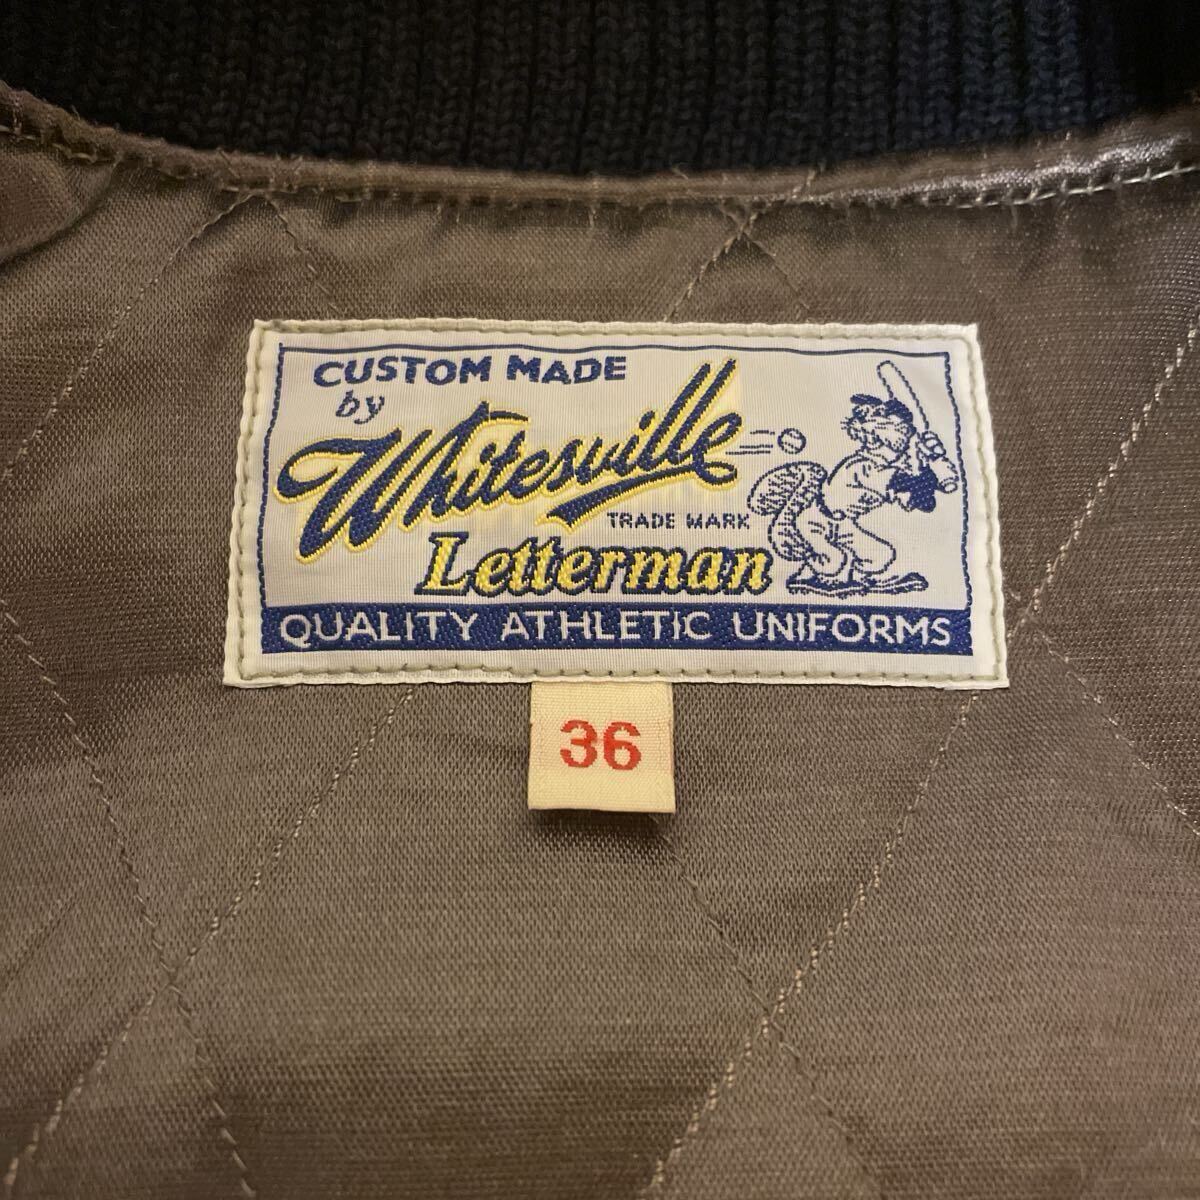 CUSTOM MADE
by
Whitesville
TRADE MARK
Letterman
QUALITY ATHLETIC UNIFORMS
36